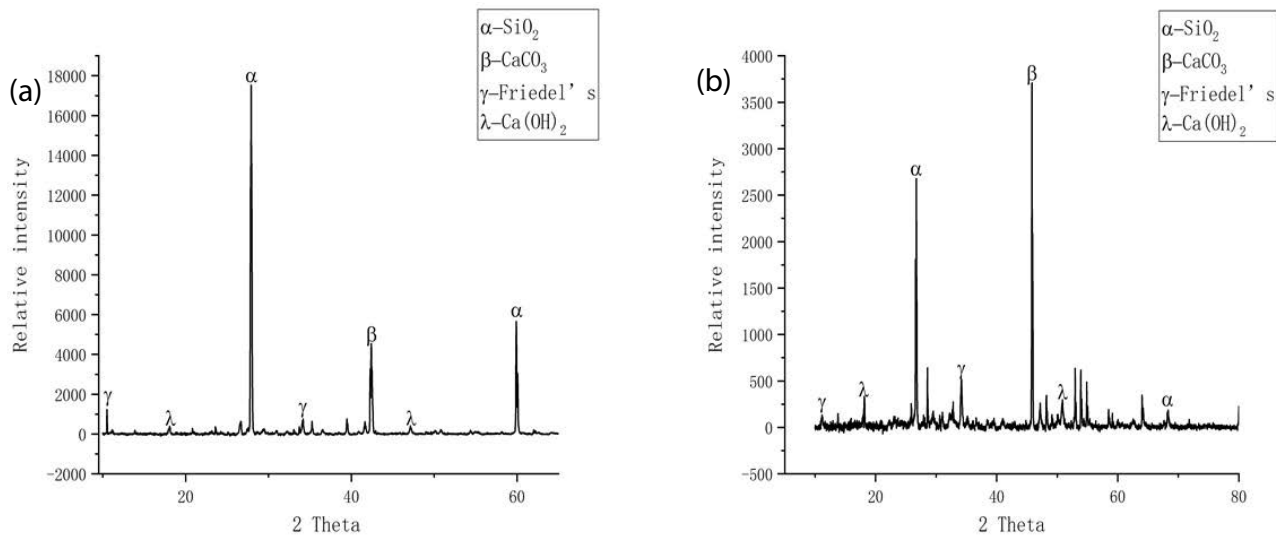 (a)
α-SiO₂
β-CaCO₃
γ-Friedel' s
λ-Ca(OH)₂
Relative intensity
18000
16000
14000
12000
10000
8000
6000
4000
2000
0
-2000
γ
λ
α
γ
β
λ
α
20
40
60
2 Theta
(b)
α-SiO₂
β-CaCO₃
γ-Friedel' s
λ-Ca(OH)₂
Relative intensity
4000
3500
3000
2500
2000
1500
1000
500
0
-500
γ
λ
α
γ
β
λ
α
20
40
60
80
2 Theta